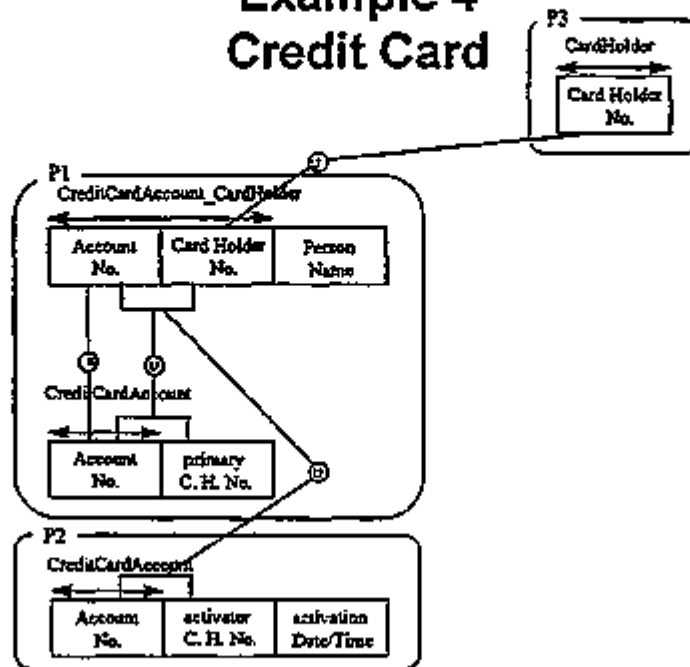 Example 4
Credit Card
P3
CardHolder
Card Holder
No.
P1
CreditCardAccount_CardHolder
Account
No.
Card Holder
No.
Person
Name
CreditCardAccount
Account
No.
primary
C. H. No.
P2
CreditCardAccount
Account
No.
activator
C. H. No.
activation
Date/Time